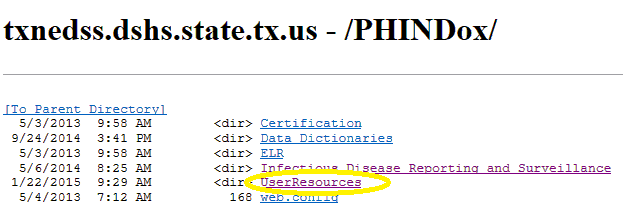 txnedss.dshs.state.tx.us - /PHINDox/
[To Parent Directory]
5/3/2013 9:58 AM <dir> Certification
9/24/2014 3:41 PM <dir> Data Dictionaries
5/3/2013 9:58 AM <dir> ELR
5/6/2014 8:25 AM <dir> Infectious Disease Reporting and Surveillance
1/22/2015 9:29 AM <dir> UserResources
5/4/2013 7:12 AM 168 web.config